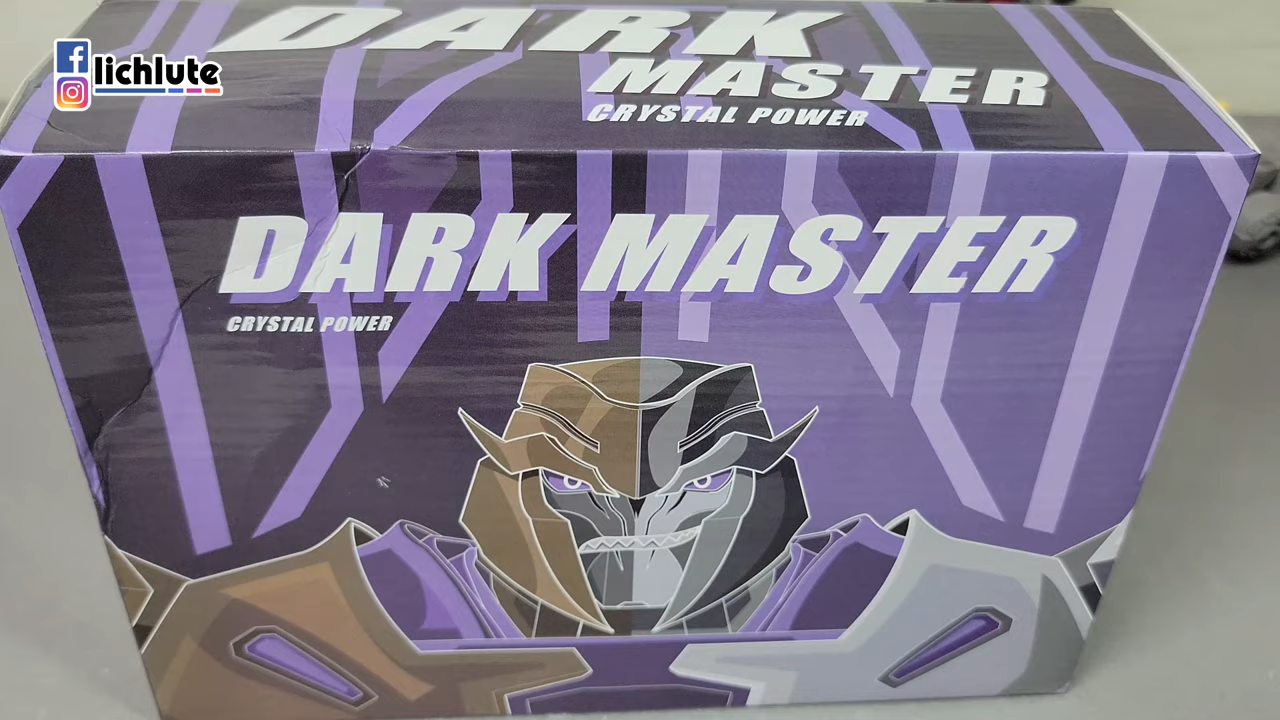 lichlute
DARK
MASTER
CRYSTAL POWER
DARK MASTER
CRYSTAL POWER